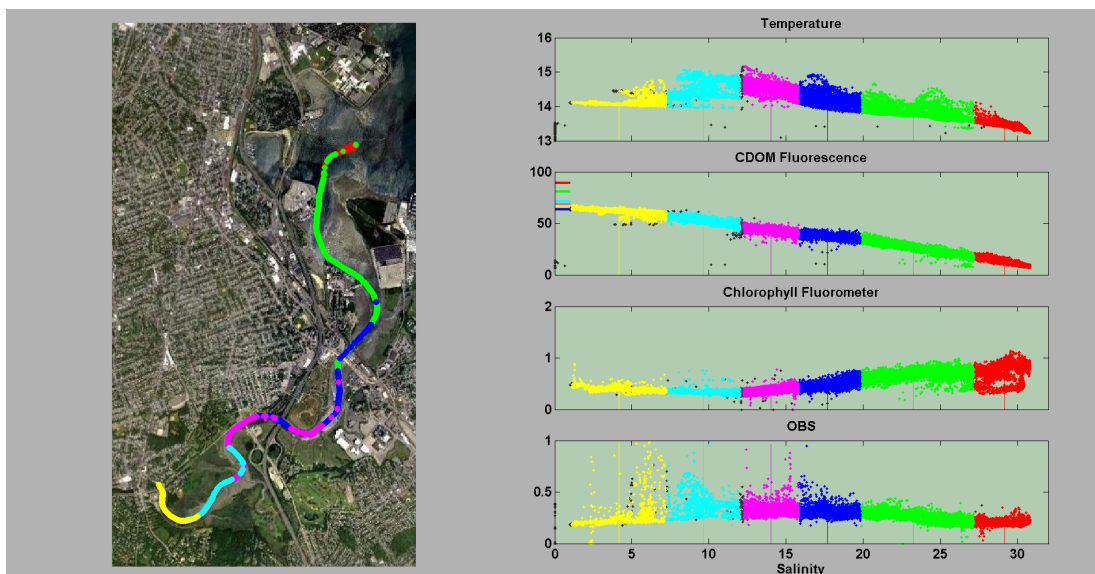 Temperature
16
15
14
13
CDOM Fluorescence
100
50
0
Chlorophyll Fluorometer
2
1
0
OBS
1
0.5
0
0 5 10 15 20 25 30
Salinity